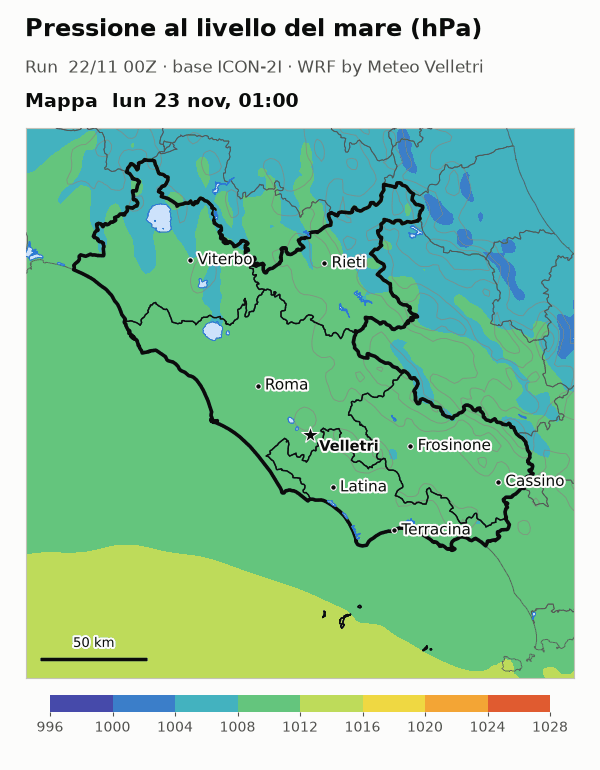 Pressione al livello del mare (hPa)
Run  22/11 00Z · base ICON-2I · WRF by Meteo Velletri
Mappa  lun 23 nov, 01:00
Viterbo
Rieti
Roma
Velletri
Frosinone
Latina
Cassino
Terracina
50 km
996 1000 1004 1008 1012 1016 1020 1024 1028